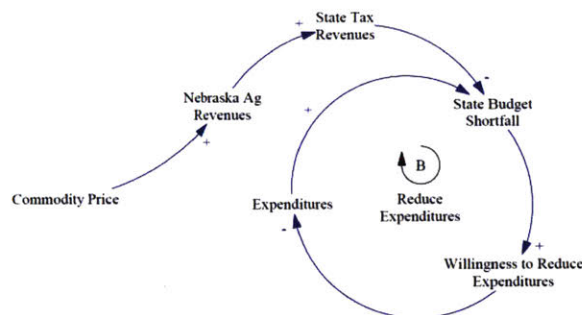 State Tax
Revenues
+
-
Nebraska Ag
Revenues
+
State Budget
Shortfall
+
B
Commodity Price
Expenditures
-
Reduce
Expenditures
+
Willingness to Reduce
Expenditures